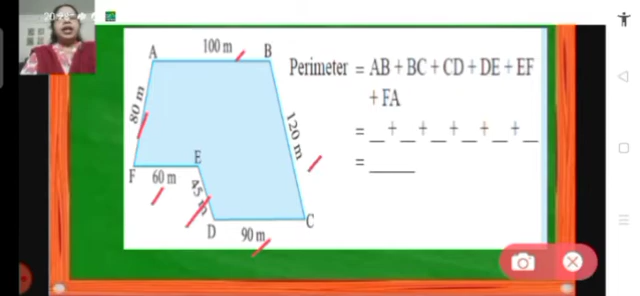 A 100 m B
Perimeter = AB + BC + CD + DE + EF
+ FA
80 m
120 m
= _ + _ + _ + _ + _ + _
E
= ____
F 60 m
45 m
D 90 m C